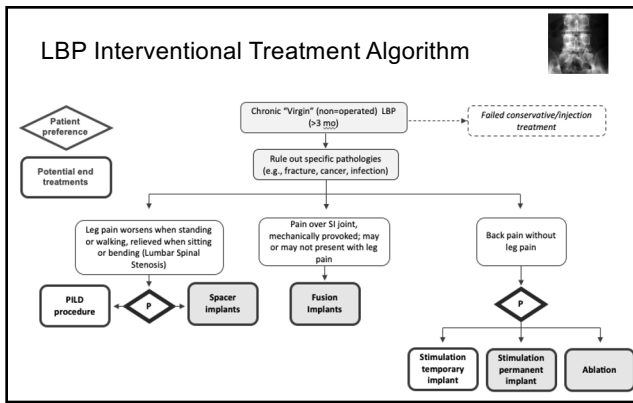 LBP Interventional Treatment Algorithm
Patient
preference
Potential end
treatments
Chronic "Virgin" (non=operated) LBP
(>3 mo)
Failed conservative/injection
treatment
Rule out specific pathologies
(e.g., fracture, cancer, infection)
Leg pain worsens when standing
or walking, relieved when sitting
or bending (Lumbar Spinal
Stenosis)
Pain over SI joint,
mechanically provoked; may
or may not present with leg
pain
Back pain without
leg pain
PILD
procedure
P
Spacer
implants
Fusion
Implants
P
Stimulation
temporary
implant
Stimulation
permanent
implant
Ablation